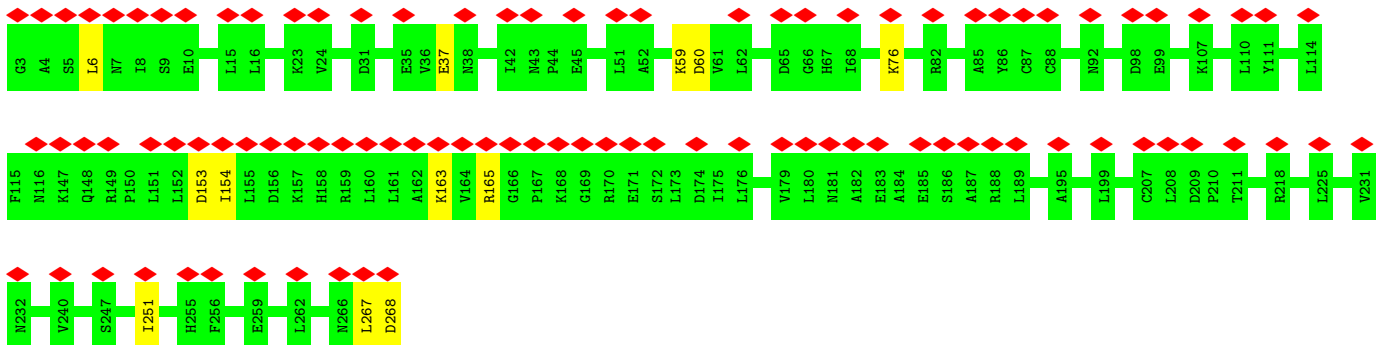 G3 A4 S5 L6 N7 I8 S9 E10 L15 L16 K23 V24 D31 E35 V36 E37 N38 I42 N43 P44 E45 L51 A52 K59 D60 V61 L62 D65 G66 H67 I68 K76 R82 A85 Y86 C87 C88 N92 D98 E99 K107 L110 Y111 L114
F115 N116 K147 Q148 R149 P150 L151 L152 D153 I154 L155 D156 K157 H158 R159 L160 L161 A162 K163 V164 R165 G166 P167 K168 G169 R170 E171 S172 L173 D174 I175 L176 V179 L180 N181 A182 E183 A184 E185 S186 A187 R188 L189 A195 L199 C207 L208 D209 P210 T211 R218 L225 V231
N232 V240 S247 I251 H255 F256 E259 L262 N266 L267 D268